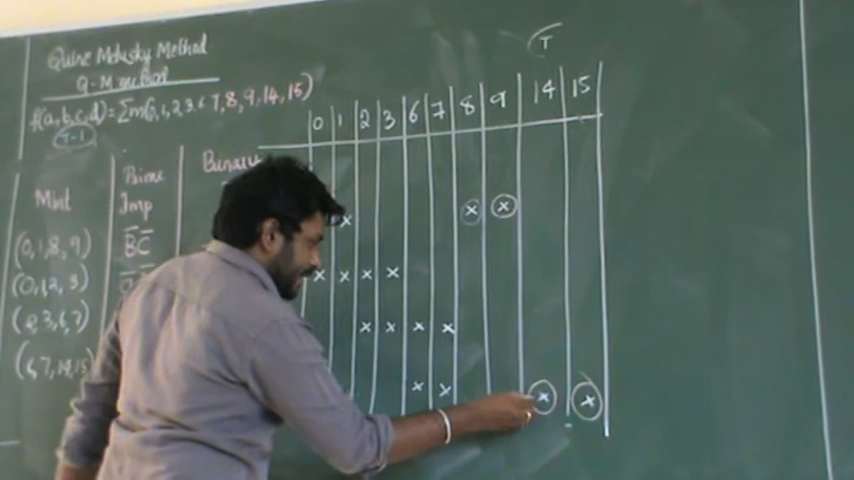 Quine Mclusky Method
Q-M method
f(a,b,c,d) = Σm(0,1,2,3,6,7,8,9,14,15)
T-1
T
0 1 2 3 6 7 8 9 14 15
Mint
Prime
Imp
Binary
(0,1,8,9) B̅C̅ x x x
(0,1,2,3) x x x x
(2,3,6,7) x x x x
(6,7,14,15) x x x x